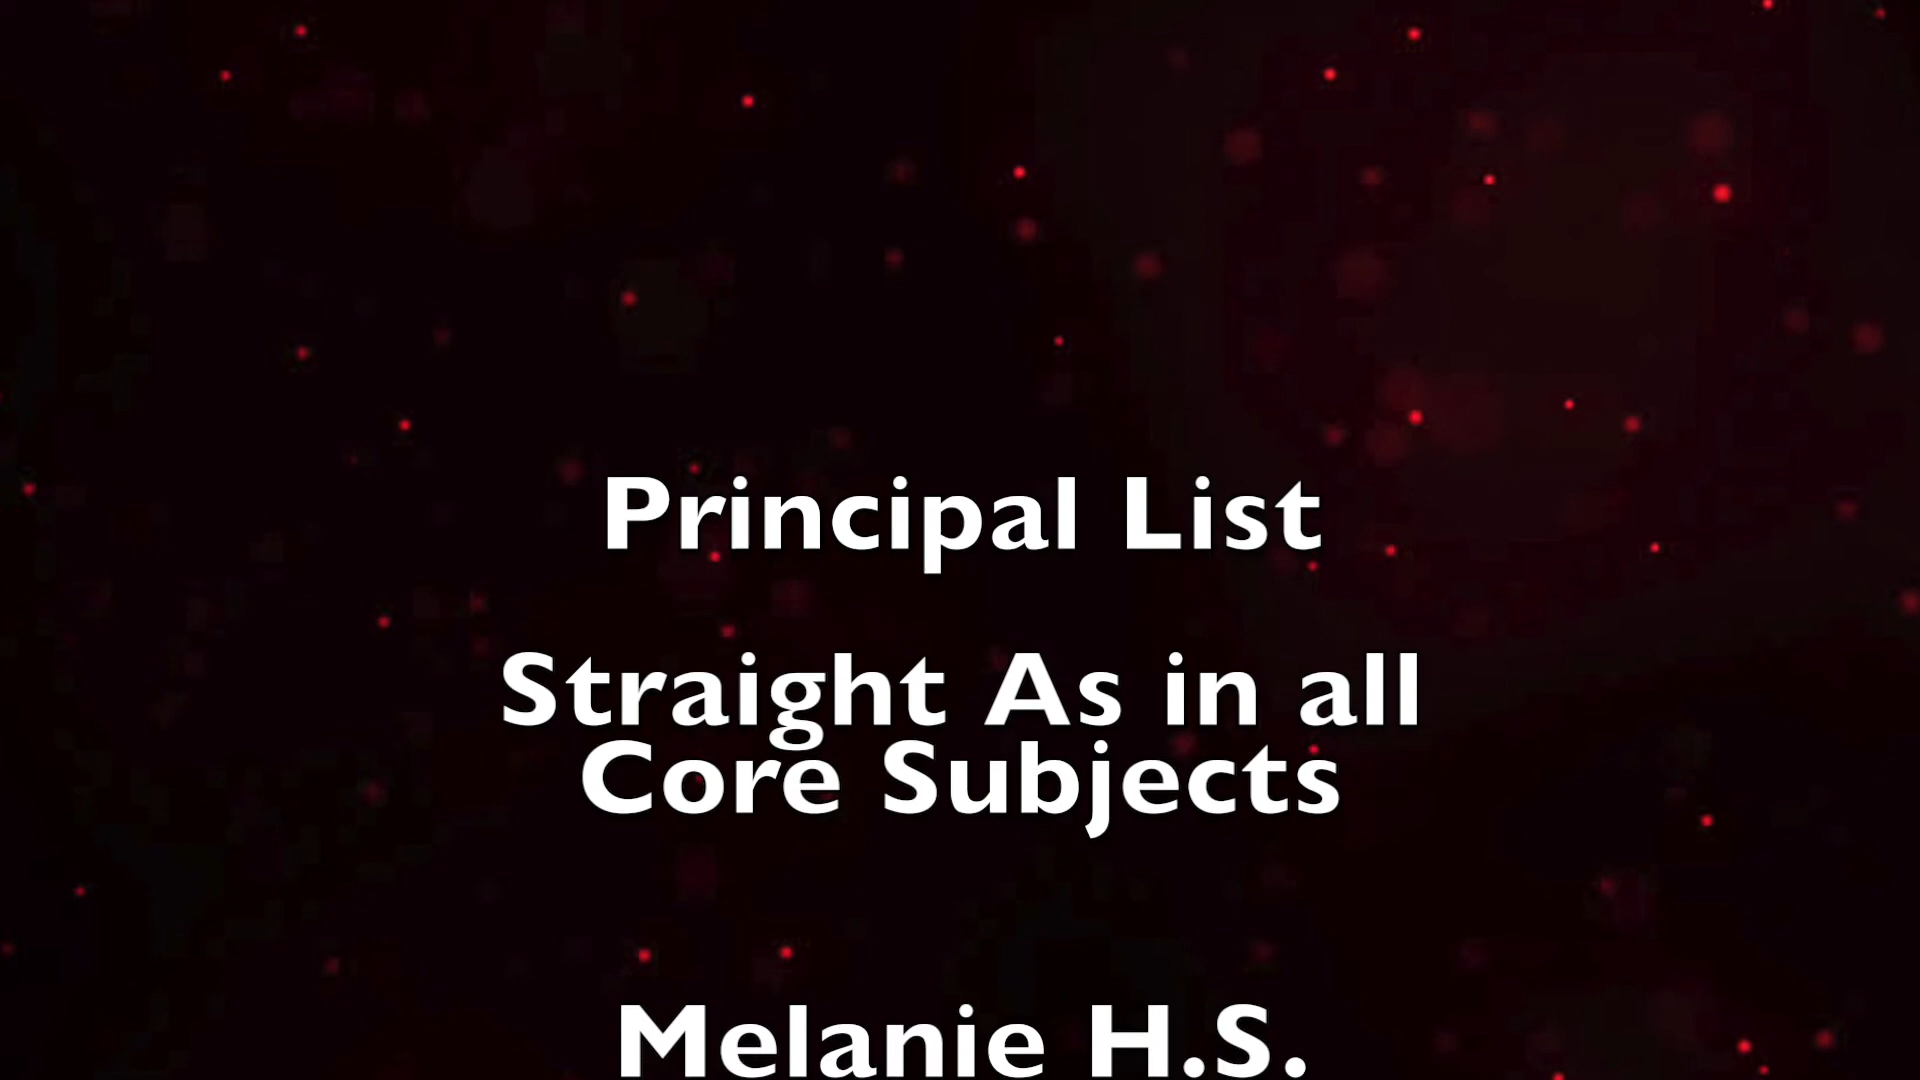 Principal List
Straight As in all
Core Subjects
Melanie H.S.